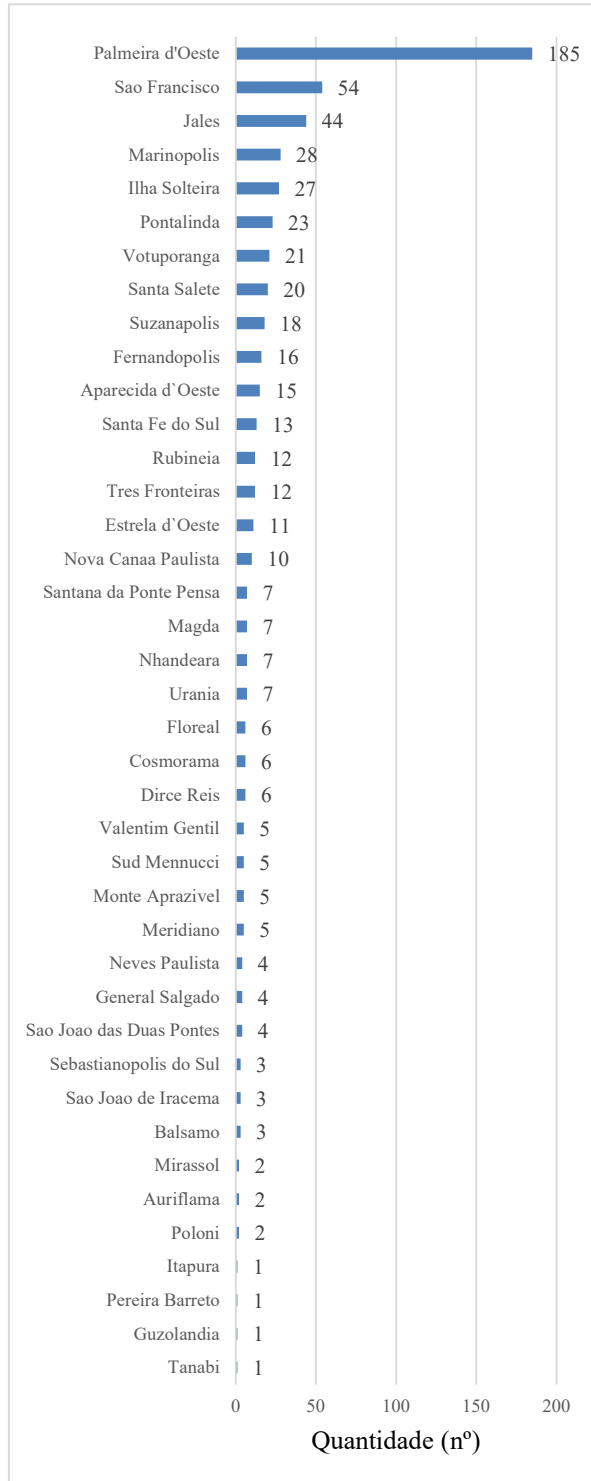 Palmeira d'Oeste 185
Sao Francisco 54
Jales 44
Marinopolis 28
Ilha Solteira 27
Pontalinda 23
Votuporanga 21
Santa Salete 20
Suzanapolis 18
Fernandopolis 16
Aparecida d`Oeste 15
Santa Fe do Sul 13
Rubineia 12
Tres Fronteiras 12
Estrela d`Oeste 11
Nova Canaa Paulista 10
Santana da Ponte Pensa 7
Magda 7
Nhandeara 7
Urania 7
Floreal 6
Cosmorama 6
Dirce Reis 6
Valentim Gentil 5
Sud Mennucci 5
Monte Aprazivel 5
Meridiano 5
Neves Paulista 4
General Salgado 4
Sao Joao das Duas Pontes 4
Sebastianopolis do Sul 3
Sao Joao de Iracema 3
Balsamo 3
Mirassol 2
Auriflama 2
Poloni 2
Itapura 1
Pereira Barreto 1
Guzolandia 1
Tanabi 1
0 50 100 150 200
Quantidade (nº)